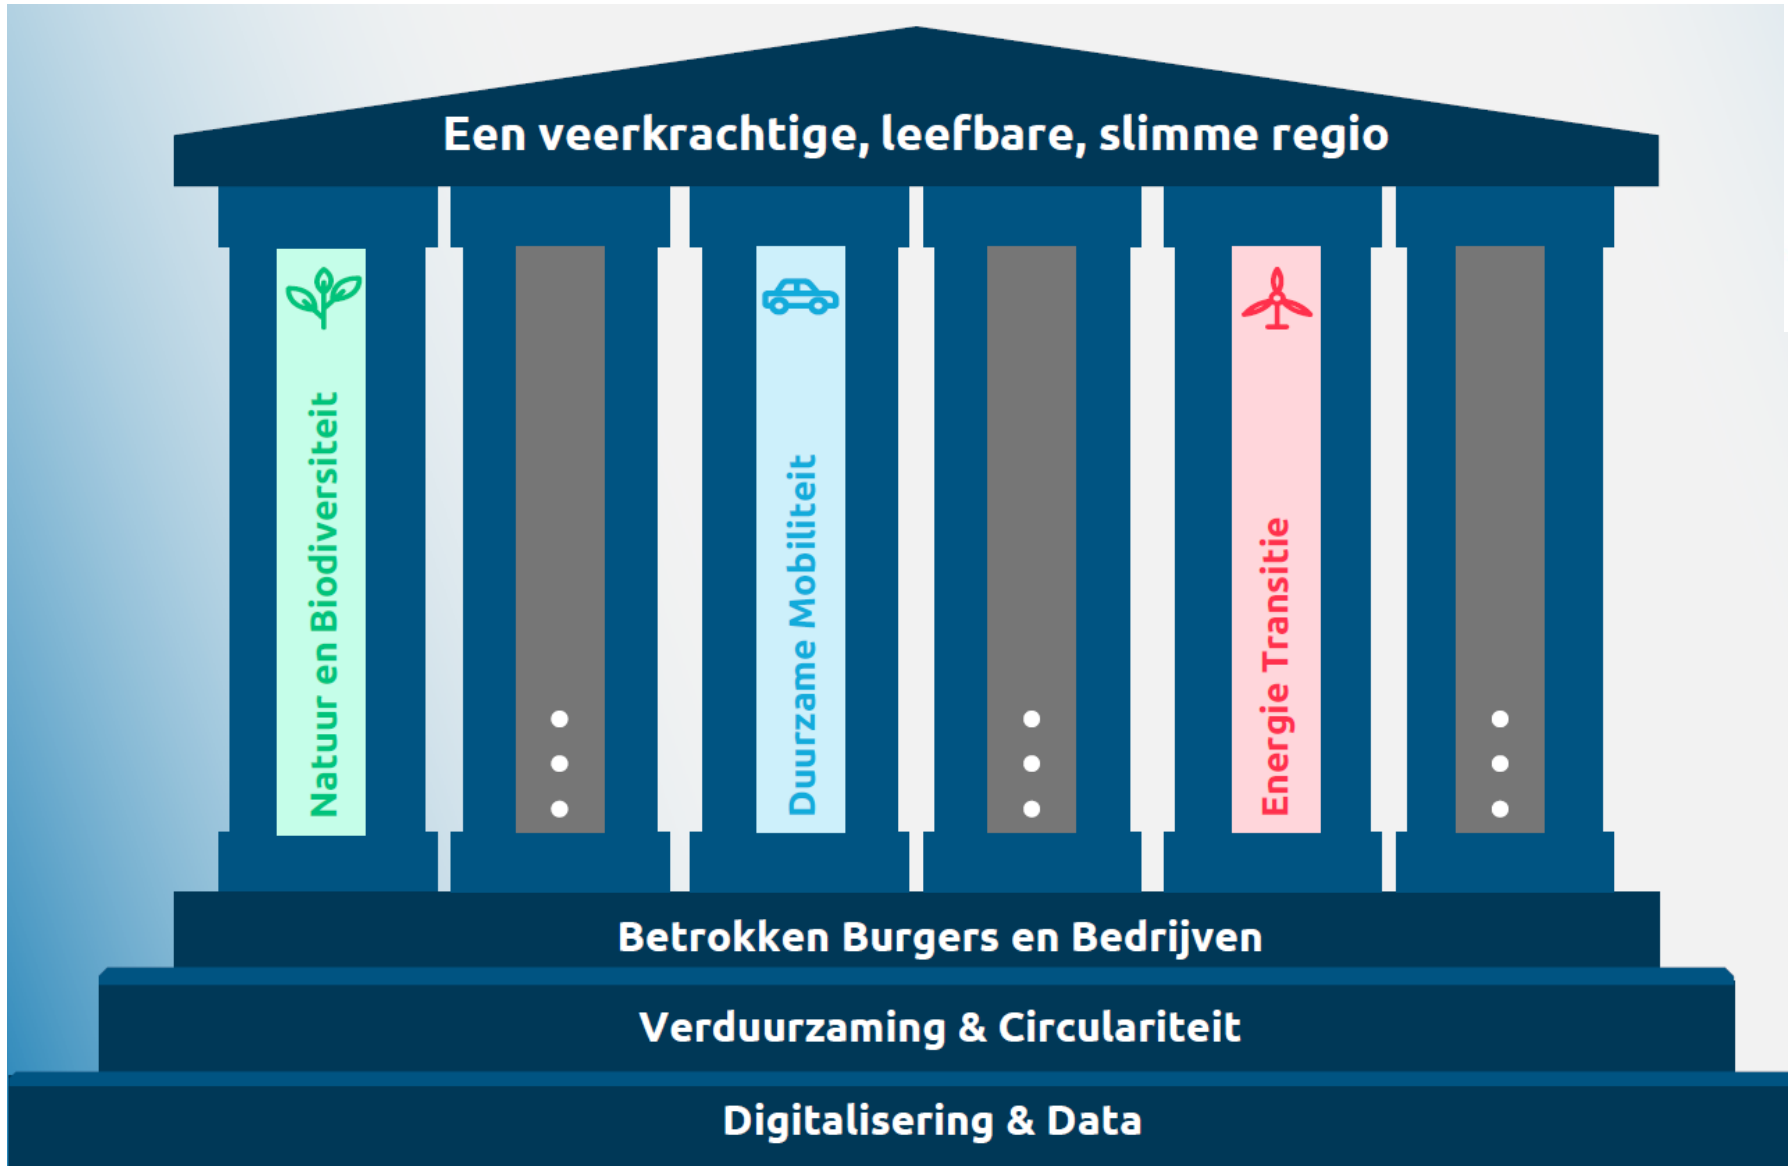 Een veerkrachtige, leefbare, slimme regio
Natuur en Biodiversiteit
Duurzame Mobiliteit
Energie Transitie
Betrokken Burgers en Bedrijven
Verduurzaming & Circulariteit
Digitalisering & Data